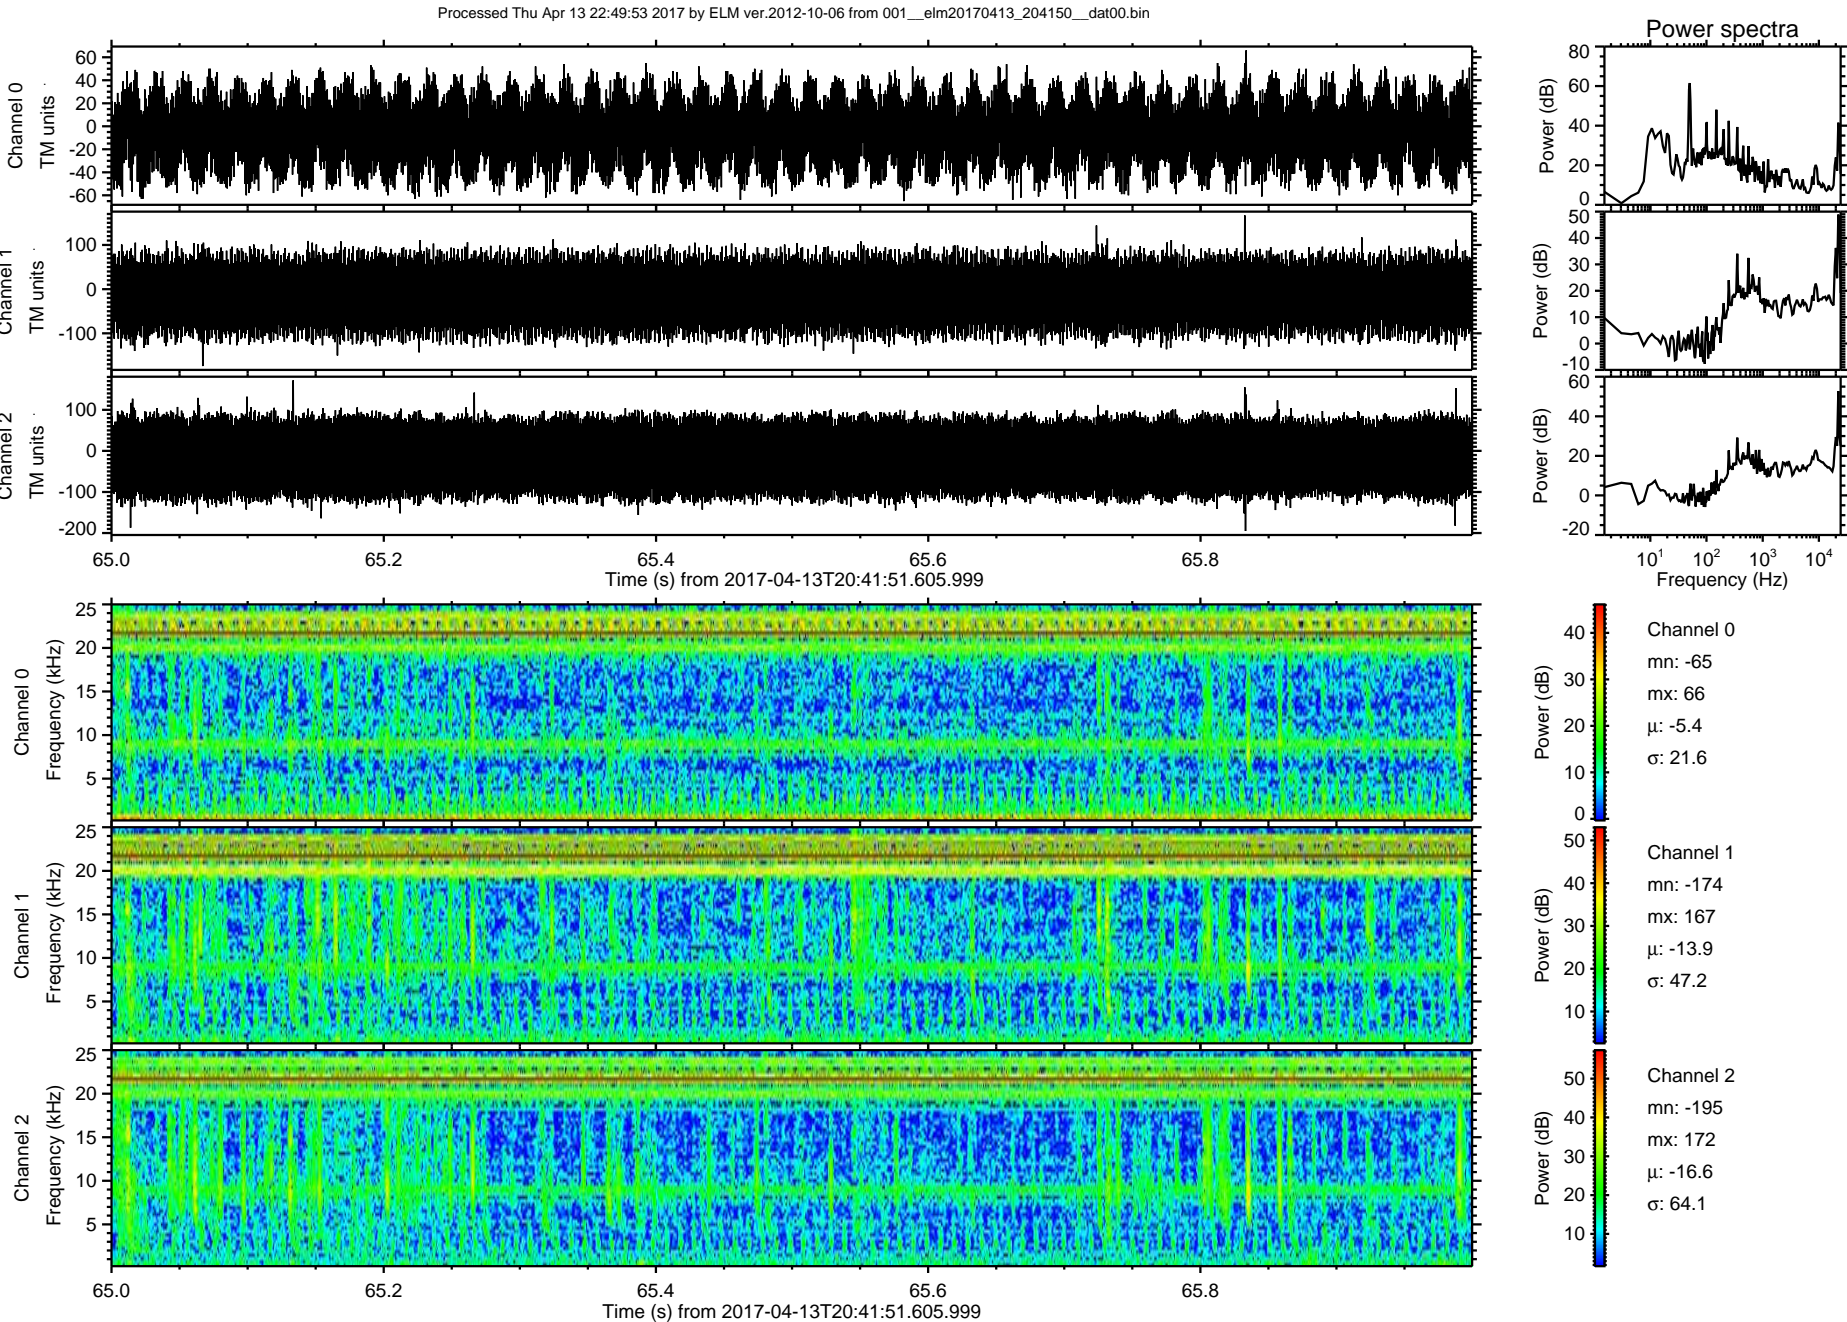 Processed Thu Apr 13 22:49:53 2017 by ELM ver.2012-10-06 from 001__elm20170413_204150__dat00.bin
Power spectra
Channel 0
TM units
60
40
20
0
-20
-40
-60
Power (dB)
80
60
40
20
0
Channel 1
TM units
100
0
-100
Power (dB)
50
40
30
20
10
0
-10
Channel 2
TM units
100
0
-100
-200
Power (dB)
60
40
20
0
-20
65.0 65.2 65.4 65.6 65.8
Time (s) from 2017-04-13T20:41:51.605.999
10¹ 10² 10³ 10⁴
Frequency (Hz)
Channel 0
Frequency (kHz)
25
20
15
10
5
Power (dB)
40
30
20
10
0
Channel 0
mn: -65
mx: 66
μ: -5.4
σ: 21.6
Channel 1
Frequency (kHz)
25
20
15
10
5
Power (dB)
50
40
30
20
10
Channel 1
mn: -174
mx: 167
μ: -13.9
σ: 47.2
Channel 2
Frequency (kHz)
25
20
15
10
5
Power (dB)
50
40
30
20
10
Channel 2
mn: -195
mx: 172
μ: -16.6
σ: 64.1
65.0 65.2 65.4 65.6 65.8
Time (s) from 2017-04-13T20:41:51.605.999